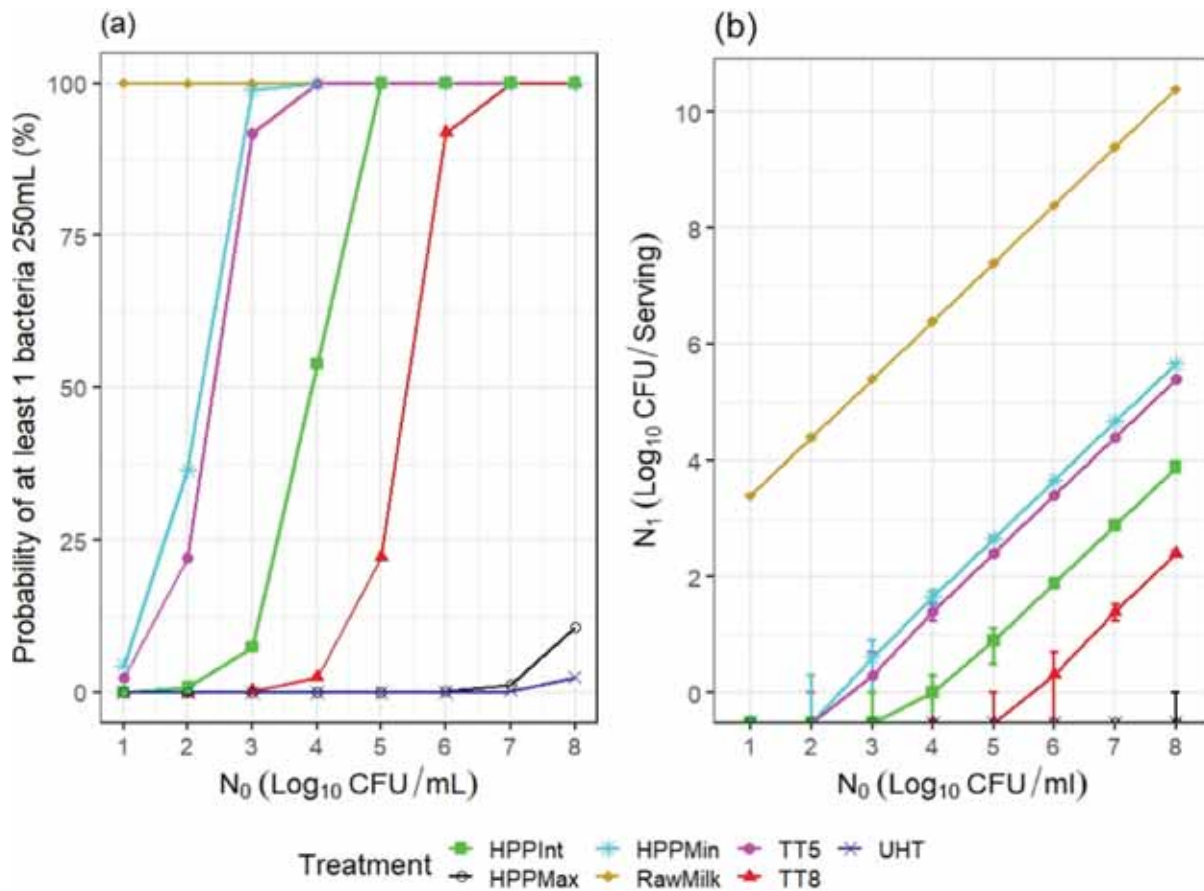 (a)
Probability of at least 1 bacteria 250mL (%)
100
75
50
25
0
1 2 3 4 5 6 7 8
N₀ (Log₁₀ CFU/mL)
(b)
N₁ (Log₁₀ CFU/Serving)
10
8
6
4
2
0
1 2 3 4 5 6 7 8
N₀ (Log₁₀ CFU/ml)
Treatment
HPPInt HPPMin TT5 UHT
HPPMax RawMilk TT8